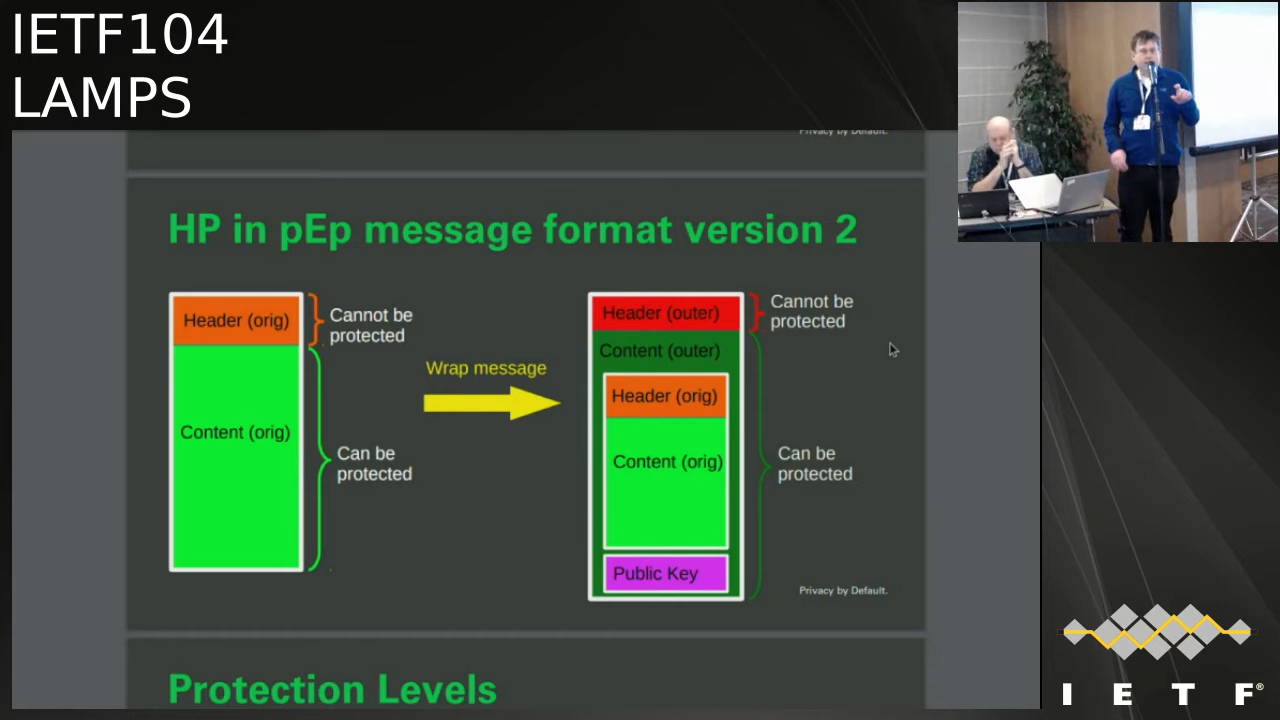 IETF104
LAMPS
Privacy by Default.
HP in pEp message format version 2
Header (orig)
Cannot be
protected
Content (orig)
Can be
protected
Wrap message
Header (outer)
Cannot be
protected
Content (outer)
Header (orig)
Content (orig)
Can be
protected
Public Key
Privacy by Default.
Protection Levels
I E T F®